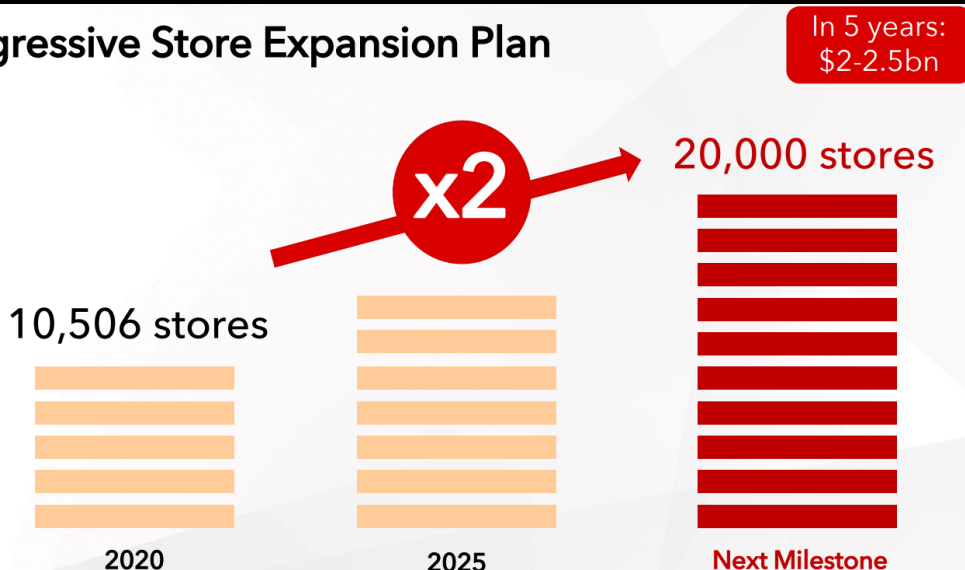 gressive Store Expansion Plan
In 5 years:
$2-2.5bn
x2
20,000 stores
10,506 stores
2020
2025
Next Milestone